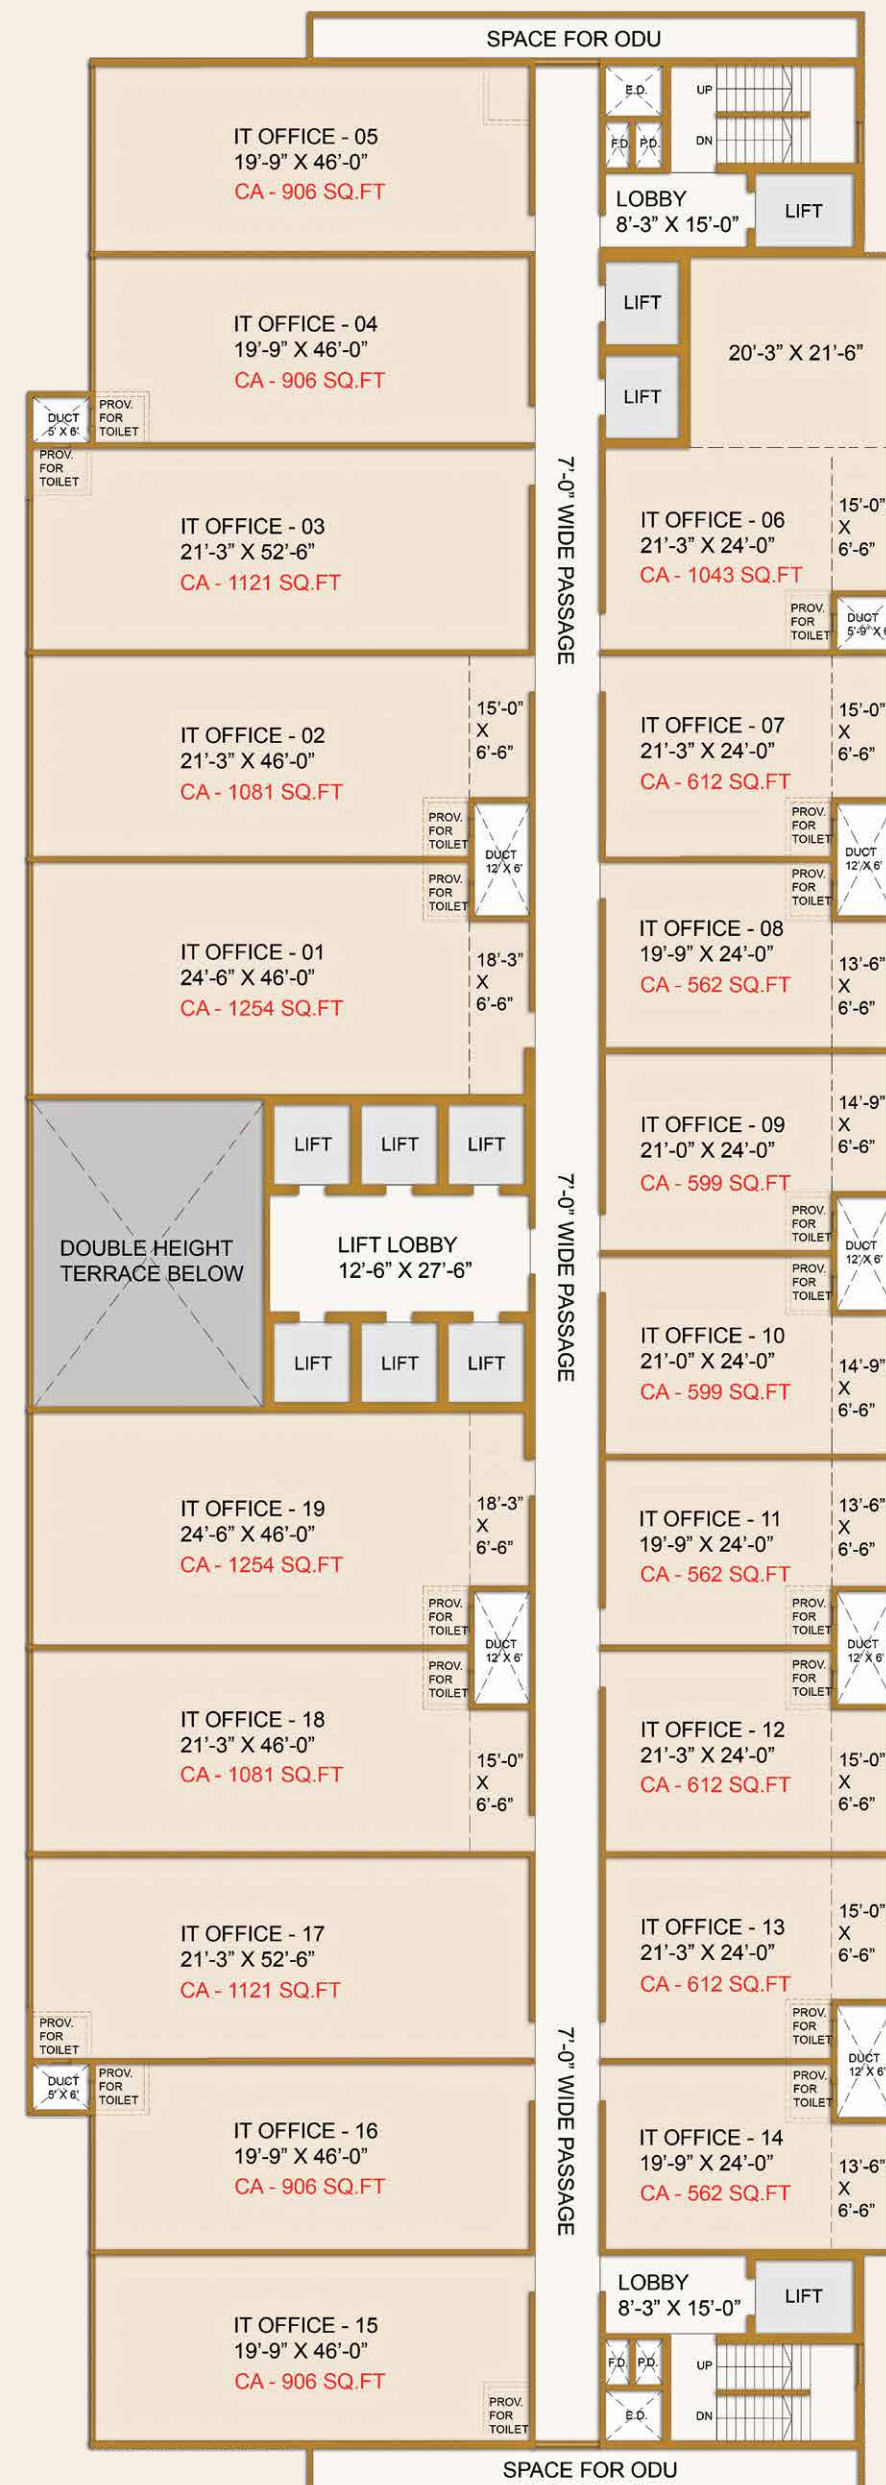 SPACE FOR ODU
IT OFFICE - 05
19'-9" X 46'-0"
CA - 906 SQ.FT
E.D.
F.D.
P.D.
UP
DN
LOBBY
8'-3" X 15'-0"
LIFT
IT OFFICE - 04
19'-9" X 46'-0"
CA - 906 SQ.FT
LIFT
LIFT
20'-3" X 21'-6"
DUCT
5' X 6'
PROV.
FOR
TOILET
PROV.
FOR
TOILET
IT OFFICE - 03
21'-3" X 52'-6"
CA - 1121 SQ.FT
7'-0" WIDE PASSAGE
IT OFFICE - 06
21'-3" X 24'-0"
CA - 1043 SQ.FT
15'-0"
X
6'-6"
PROV.
FOR
TOILET
DUCT
5'-9" X
IT OFFICE - 02
21'-3" X 46'-0"
CA - 1081 SQ.FT
15'-0"
X
6'-6"
PROV.
FOR
TOILET
DUCT
12' X 6'
PROV.
FOR
TOILET
IT OFFICE - 07
21'-3" X 24'-0"
CA - 612 SQ.FT
15'-0"
X
6'-6"
PROV.
FOR
TOILET
DUCT
12' X 6'
PROV.
FOR
TOILET
IT OFFICE - 01
24'-6" X 46'-0"
CA - 1254 SQ.FT
18'-3"
X
6'-6"
IT OFFICE - 08
19'-9" X 24'-0"
CA - 562 SQ.FT
13'-6"
X
6'-6"
LIFT
LIFT
LIFT
DOUBLE HEIGHT
TERRACE BELOW
LIFT LOBBY
12'-6" X 27'-6"
LIFT
LIFT
LIFT
7'-0" WIDE PASSAGE
IT OFFICE - 09
21'-0" X 24'-0"
CA - 599 SQ.FT
14'-9"
X
6'-6"
PROV.
FOR
TOILET
DUCT
12' X 6'
PROV.
FOR
TOILET
IT OFFICE - 10
21'-0" X 24'-0"
CA - 599 SQ.FT
14'-9"
X
6'-6"
IT OFFICE - 19
24'-6" X 46'-0"
CA - 1254 SQ.FT
18'-3"
X
6'-6"
PROV.
FOR
TOILET
DUCT
12' X 6'
PROV.
FOR
TOILET
IT OFFICE - 11
19'-9" X 24'-0"
CA - 562 SQ.FT
13'-6"
X
6'-6"
PROV.
FOR
TOILET
DUCT
12' X 6'
PROV.
FOR
TOILET
IT OFFICE - 18
21'-3" X 46'-0"
CA - 1081 SQ.FT
15'-0"
X
6'-6"
IT OFFICE - 12
21'-3" X 24'-0"
CA - 612 SQ.FT
15'-0"
X
6'-6"
IT OFFICE - 17
21'-3" X 52'-6"
CA - 1121 SQ.FT
PROV.
FOR
TOILET
DUCT
5' X 6'
PROV.
FOR
TOILET
7'-0" WIDE PASSAGE
IT OFFICE - 13
21'-3" X 24'-0"
CA - 612 SQ.FT
15'-0"
X
6'-6"
PROV.
FOR
TOILET
DUCT
12' X 6'
PROV.
FOR
TOILET
IT OFFICE - 16
19'-9" X 46'-0"
CA - 906 SQ.FT
IT OFFICE - 14
19'-9" X 24'-0"
CA - 562 SQ.FT
13'-6"
X
6'-6"
IT OFFICE - 15
19'-9" X 46'-0"
CA - 906 SQ.FT
PROV.
FOR
TOILET
LOBBY
8'-3" X 15'-0"
LIFT
F.D.
P.D.
E.D.
UP
DN
SPACE FOR ODU